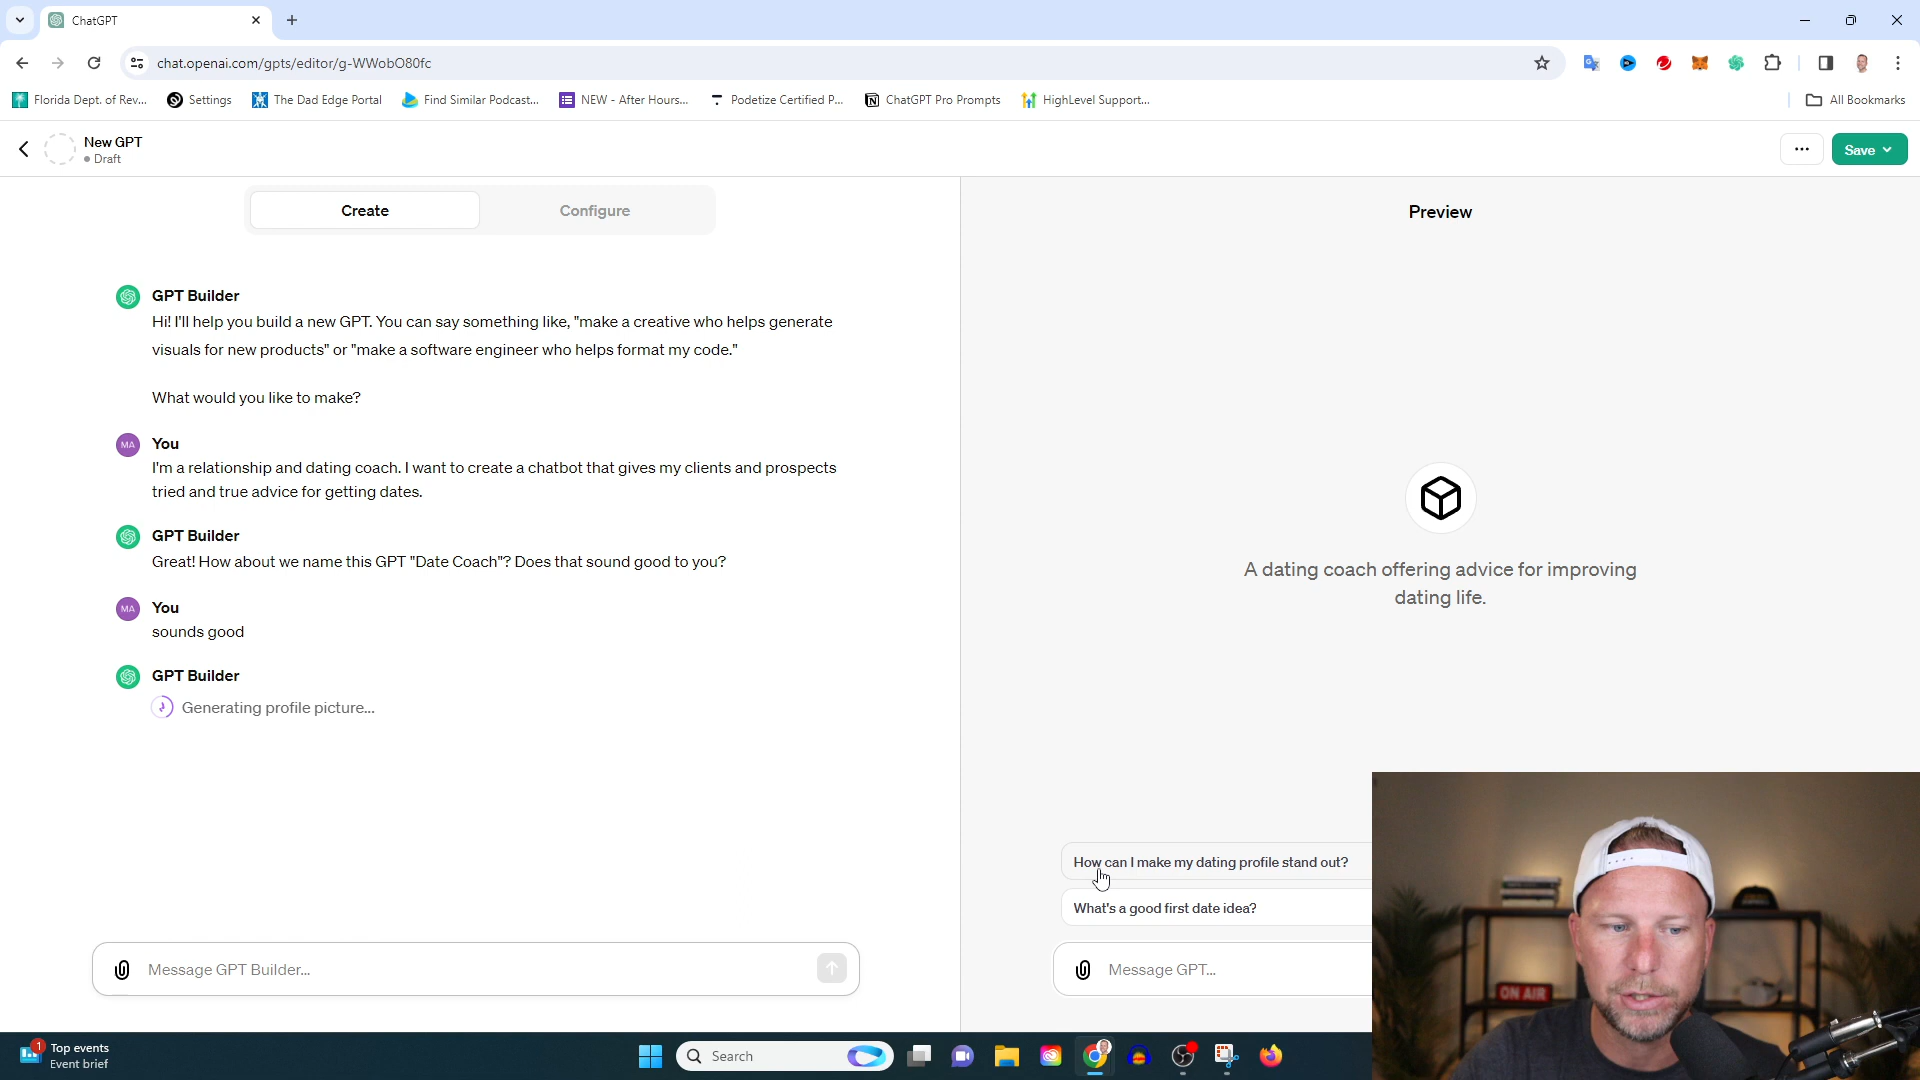 ChatGPT
chat.openai.com/gpts/editor/g-WWobO80fc
Florida Dept. of Rev...
Settings
The Dad Edge Portal
Find Similar Podcast...
NEW - After Hours...
Podetize Certified P...
ChatGPT Pro Prompts
HighLevel Support...
All Bookmarks
New GPT
Draft
Save
Create
Configure
Preview
GPT Builder
Hi! I'll help you build a new GPT. You can say something like, "make a creative who helps generate
visuals for new products" or "make a software engineer who helps format my code."
What would you like to make?
MA
You
I'm a relationship and dating coach. I want to create a chatbot that gives my clients and prospects
tried and true advice for getting dates.
GPT Builder
Great! How about we name this GPT "Date Coach"? Does that sound good to you?
MA
You
sounds good
GPT Builder
Generating profile picture...
Message GPT Builder...
A dating coach offering advice for improving
dating life.
How can I make my dating profile stand out?
What's a good first date idea?
Message GPT...
ON AIR
1
Top events
Event brief
Search